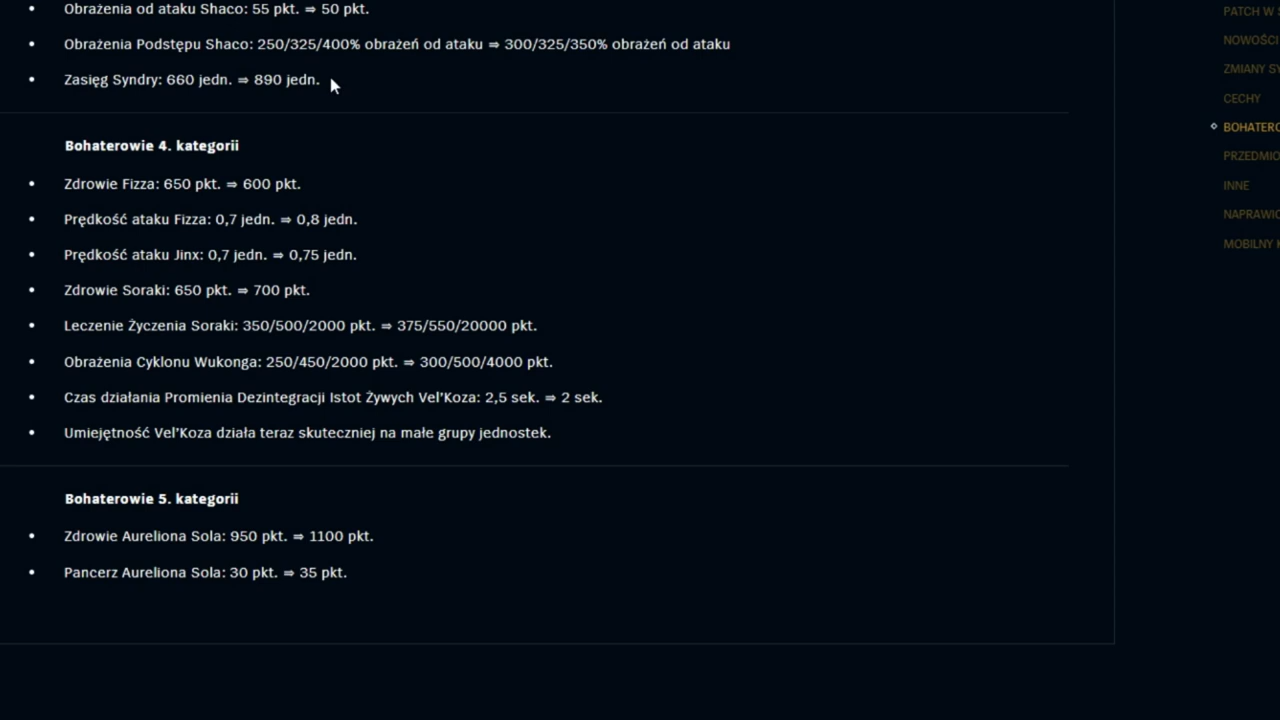 Obrażenia od ataku Shaco: 55 pkt. ⇒ 50 pkt.
Obrażenia Podstępu Shaco: 250/325/400% obrażeń od ataku ⇒ 300/325/350% obrażeń od ataku
Zasięg Syndry: 660 jedn. ⇒ 890 jedn.
Bohaterowie 4. kategorii
Zdrowie Fizza: 650 pkt. ⇒ 600 pkt.
Prędkość ataku Fizza: 0,7 jedn. ⇒ 0,8 jedn.
Prędkość ataku Jinx: 0,7 jedn. ⇒ 0,75 jedn.
Zdrowie Soraki: 650 pkt. ⇒ 700 pkt.
Leczenie Życzenia Soraki: 350/500/2000 pkt. ⇒ 375/550/20000 pkt.
Obrażenia Cyklonu Wukonga: 250/450/2000 pkt. ⇒ 300/500/4000 pkt.
Czas działania Promienia Dezintegracji Istot Żywych Vel'Koza: 2,5 sek. ⇒ 2 sek.
Umiejętność Vel'Koza działa teraz skuteczniej na małe grupy jednostek.
Bohaterowie 5. kategorii
Zdrowie Aureliona Sola: 950 pkt. ⇒ 1100 pkt.
Pancerz Aureliona Sola: 30 pkt. ⇒ 35 pkt.
PATCH W
NOWOŚCI
ZMIANY SY
CECHY
BOHATERO
PRZEDMIO
INNE
NAPRAWIO
MOBILNY